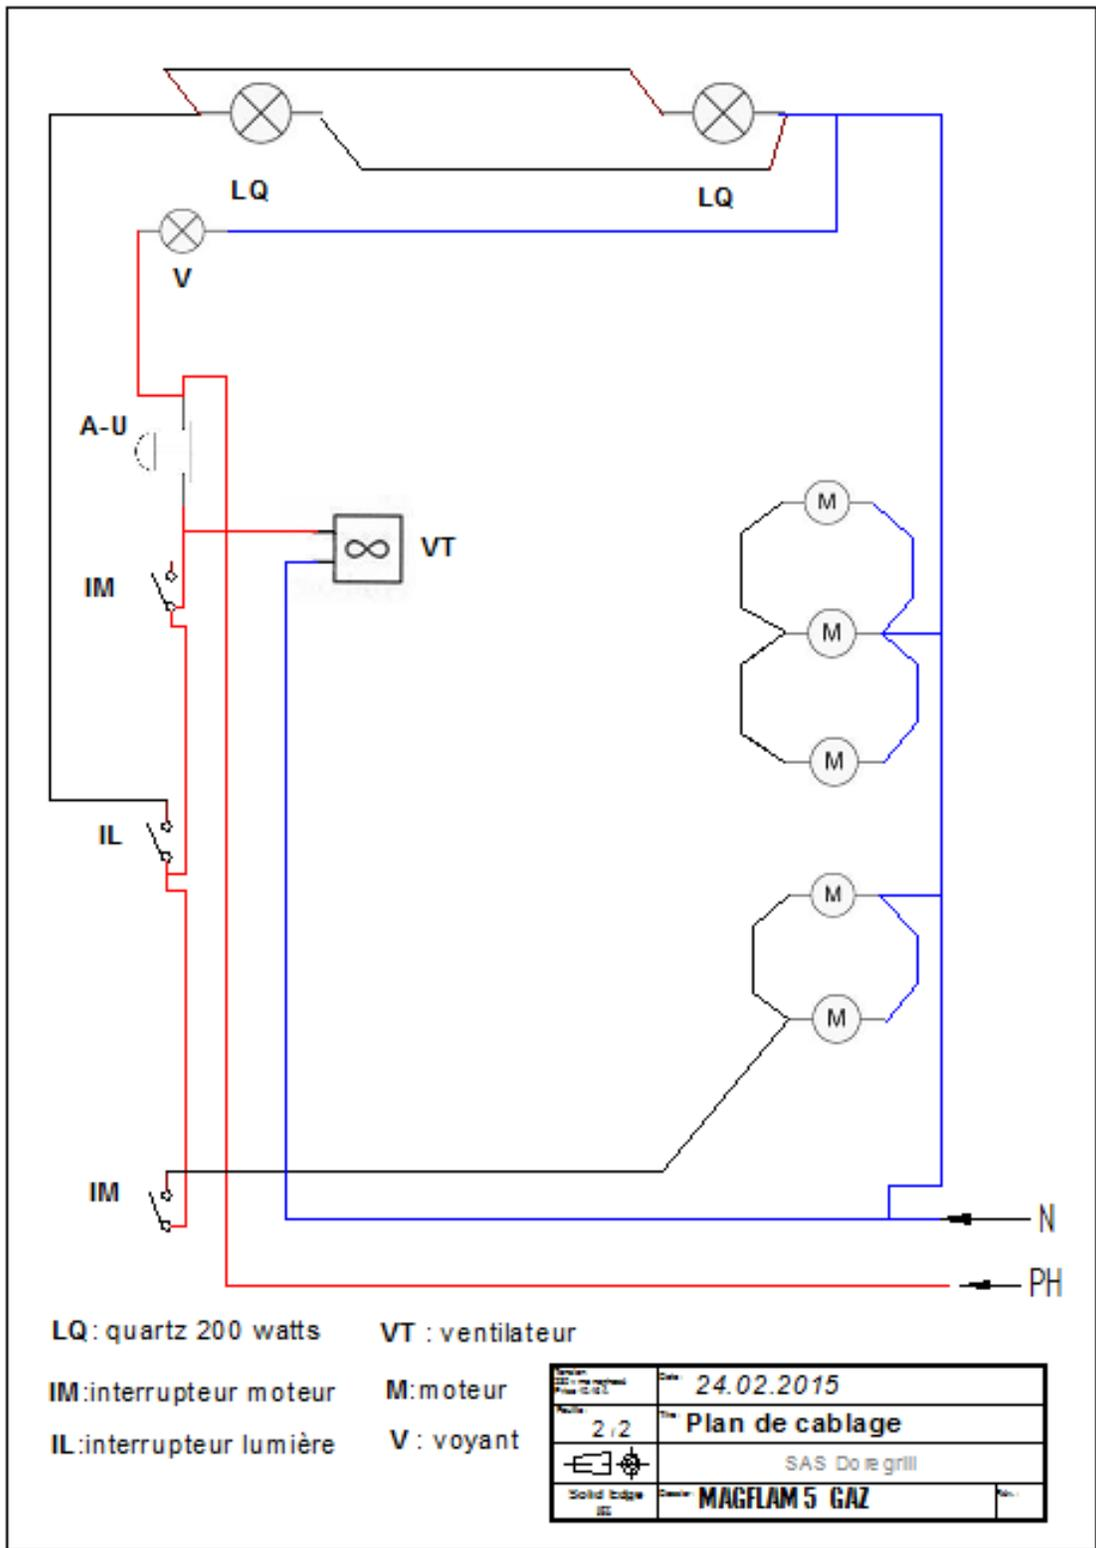 LQ
LQ
V
A-U
M
IM
VT
M
M
IL
M
M
IM
N
PH
LQ: quartz 200 watts
VT : ventilateur
IM:interrupteur moteur
M:moteur
IL:interrupteur lumière
V : voyant
24.02.2015
2/2
Plan de cablage
SAS Doregrill
Solid Edge
MAGFLAM 5 GAZ